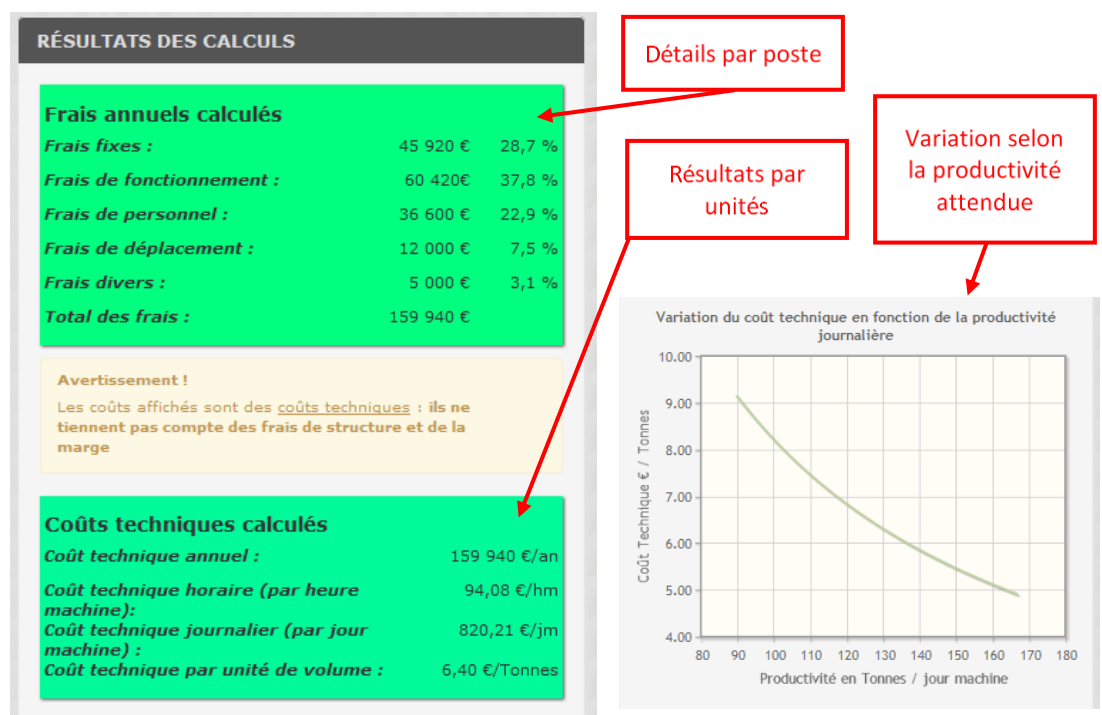 RÉSULTATS DES CALCULS
Frais annuels calculés
Frais fixes : 45 920 € 28,7 %
Frais de fonctionnement : 60 420€ 37,8 %
Frais de personnel : 36 600 € 22,9 %
Frais de déplacement : 12 000 € 7,5 %
Frais divers : 5 000 € 3,1 %
Total des frais : 159 940 €
Avertissement !
Les coûts affichés sont des coûts techniques : ils ne
tiennent pas compte des frais de structure et de la
marge
Coûts techniques calculés
Coût technique annuel : 159 940 €/an
Coût technique horaire (par heure 94,08 €/hm
machine):
Coût technique journalier (par jour 820,21 €/jm
machine) :
Coût technique par unité de volume : 6,40 €/Tonnes
Détails par poste
Résultats par
unités
Variation selon
la productivité
attendue
Variation du coût technique en fonction de la productivité
journalière
Coût Technique € / Tonnes
10.00
9.00
8.00
7.00
6.00
5.00
4.00
80 90 100 110 120 130 140 150 160 170 180
Productivité en Tonnes / jour machine